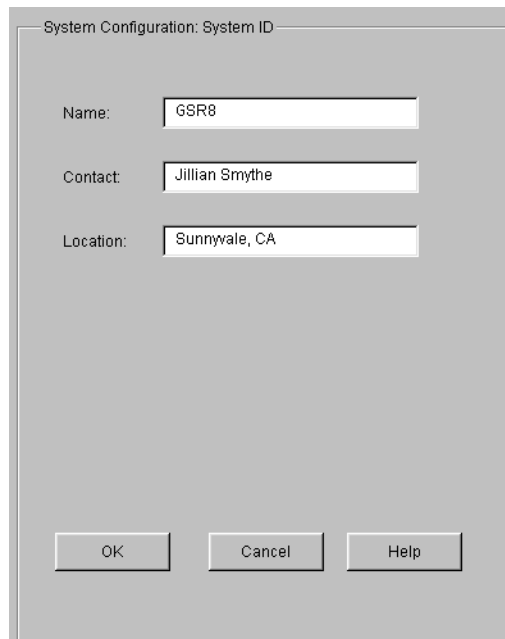 System Configuration: System ID
Name: GSR8
Contact: Jillian Smythe
Location: Sunnyvale, CA
OK Cancel Help